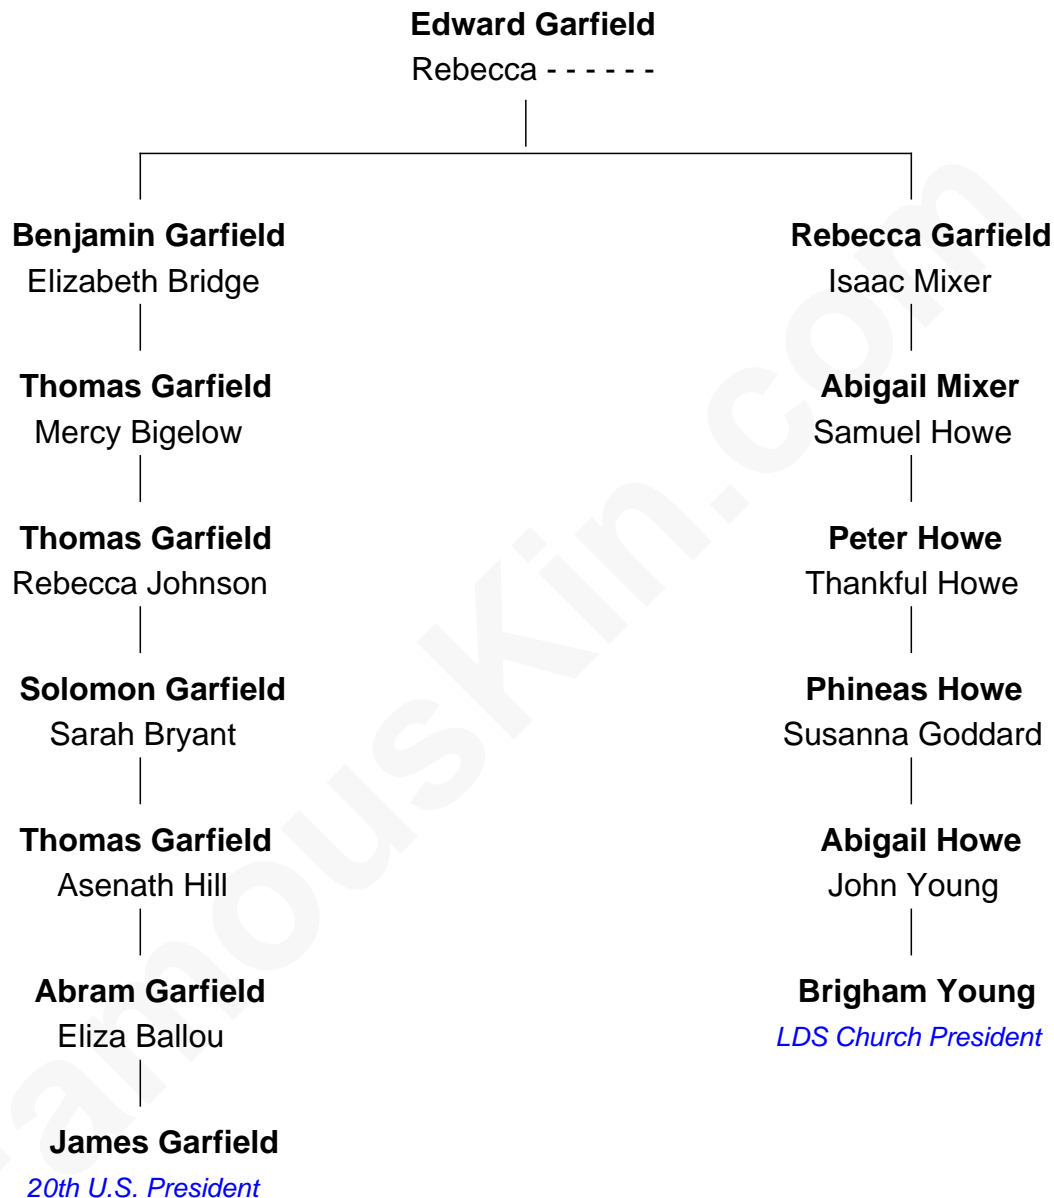 Edward Garfield
Rebecca - - - - - -
Benjamin Garfield
Elizabeth Bridge
Thomas Garfield
Mercy Bigelow
Thomas Garfield
Rebecca Johnson
Solomon Garfield
Sarah Bryant
Thomas Garfield
Asenath Hill
Abram Garfield
Eliza Ballou
James Garfield
20th U.S. President
Rebecca Garfield
Isaac Mixer
Abigail Mixer
Samuel Howe
Peter Howe
Thankful Howe
Phineas Howe
Susanna Goddard
Abigail Howe
John Young
Brigham Young
LDS Church President
FamousKin.com